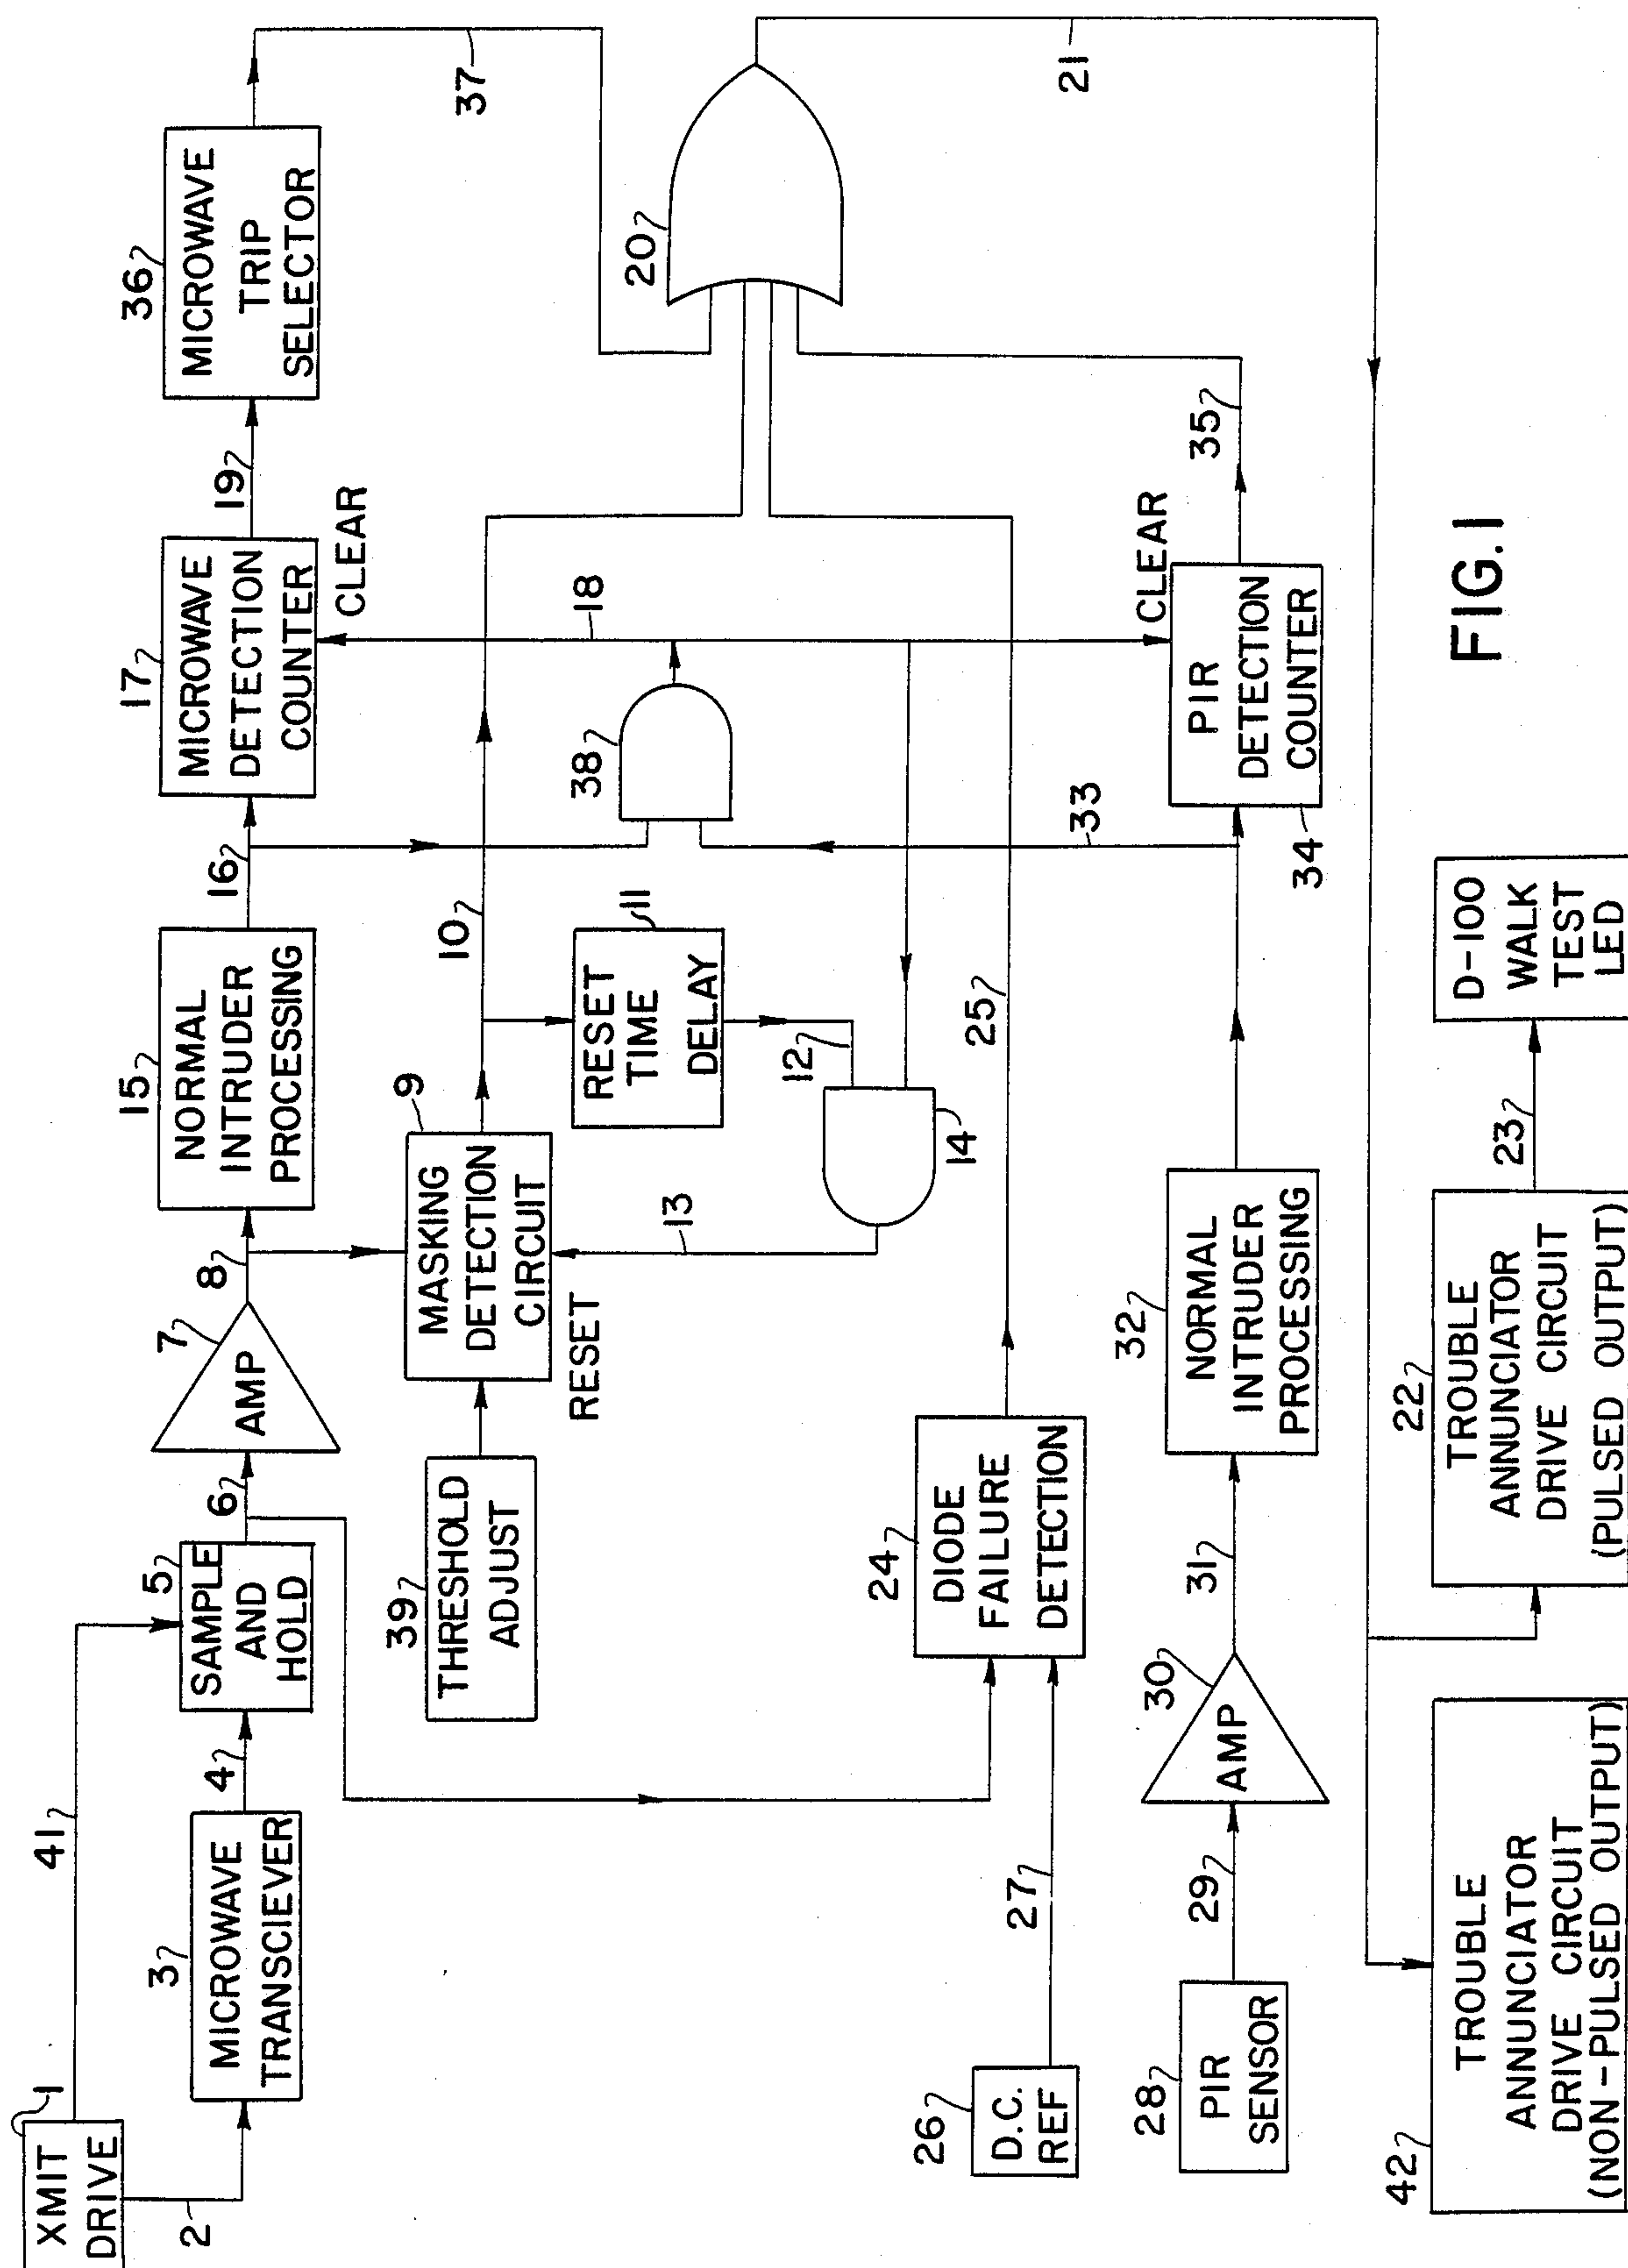 XMIT
DRIVE
1
2
41
MICROWAVE
TRANSCIEVER
3
4
SAMPLE
AND
HOLD
5
6
AMP
7
8
NORMAL
INTRUDER
PROCESSING
15
16
MICROWAVE
DETECTION
COUNTER
17
CLEAR
19
MICROWAVE
TRIP
SELECTOR
36
37
THRESHOLD
ADJUST
39
MASKING
DETECTION
CIRCUIT
9
RESET
10
RESET
TIME
DELAY
11
12
13
14
38
18
20
21
D.C.
REF
26
27
DIODE
FAILURE
DETECTION
24
25
PIR
SENSOR
28
29
AMP
30
31
NORMAL
INTRUDER
PROCESSING
32
33
PIR
DETECTION
COUNTER
34
CLEAR
35
TROUBLE
ANNUNCIATOR
DRIVE CIRCUIT
(NON-PULSED OUTPUT)
42
TROUBLE
ANNUNCIATOR
DRIVE CIRCUIT
(PULSED OUTPUT)
22
23
D-100
WALK
TEST
LED
FIG. 1